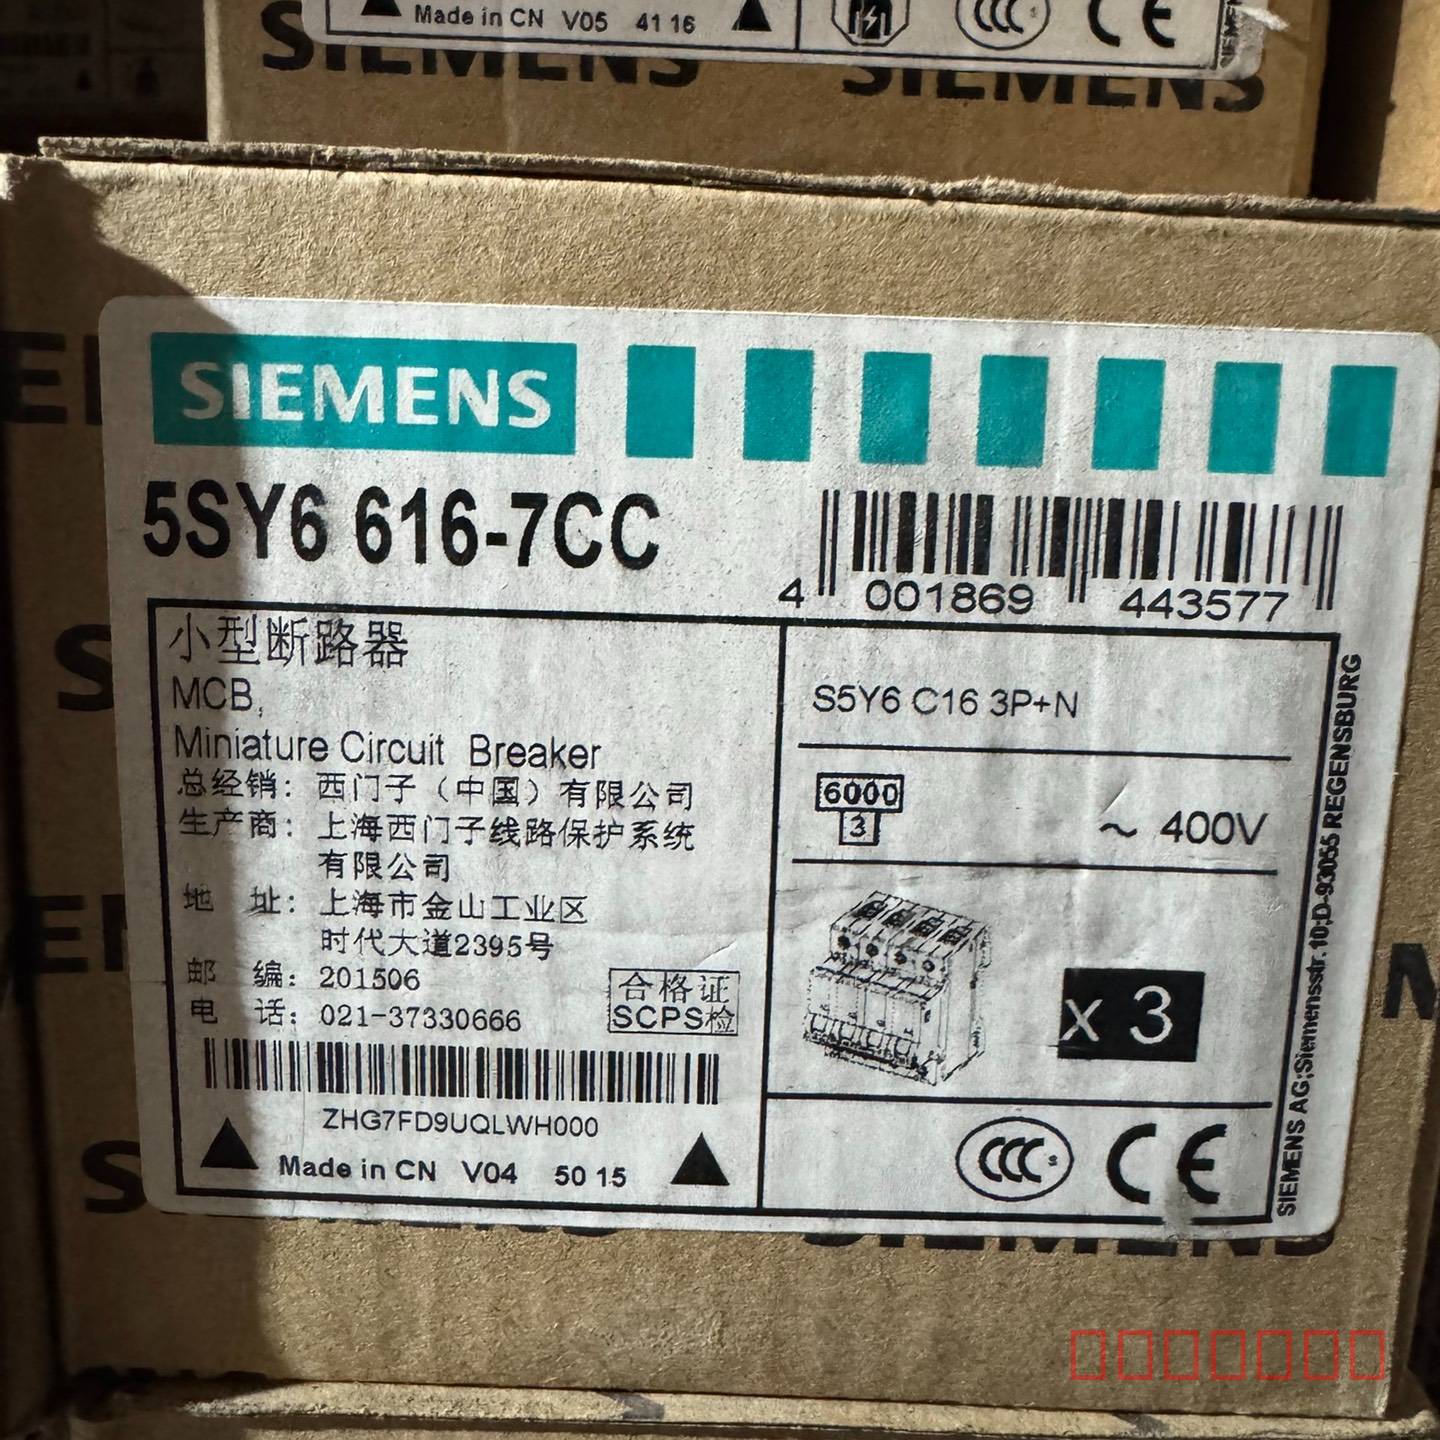 Made in CN V05 41 16
SIEMENS SIEMENS
SIEMENS
5SY6 616-7CC
4 001869 443577
小型断路器
MCB,
Miniature Circuit Breaker
总经销：西门子（中国）有限公司
生产商：上海西门子线路保护系统
有限公司
地 址：上海市金山工业区
时代大道2395号
邮 编：201506
电 话：021-37330666
合格证
SCPS检
ZHG7FD9UQLWH000
Made in CN V04 50 15
S5Y6 C16 3P+N
6000
3
~ 400V
x 3
CCC S CE
SIEMENS AG;Siemensstr.10;D-93055 REGENSBURG
SIEMENS